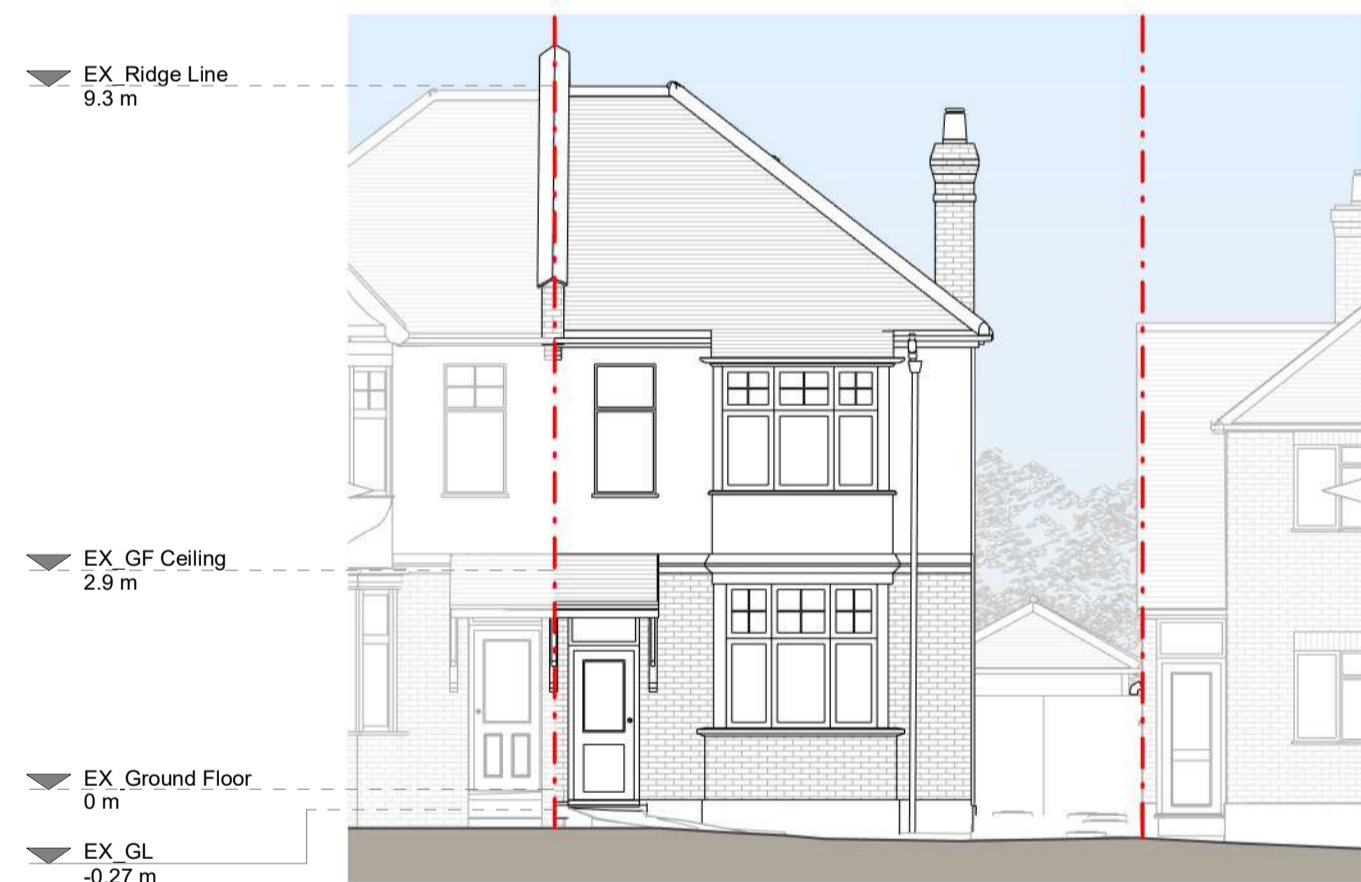 EX_Ridge Line
9.3 m
EX_GF Ceiling
2.9 m
EX_Ground Floor
0 m
EX_GL
-0.27 m